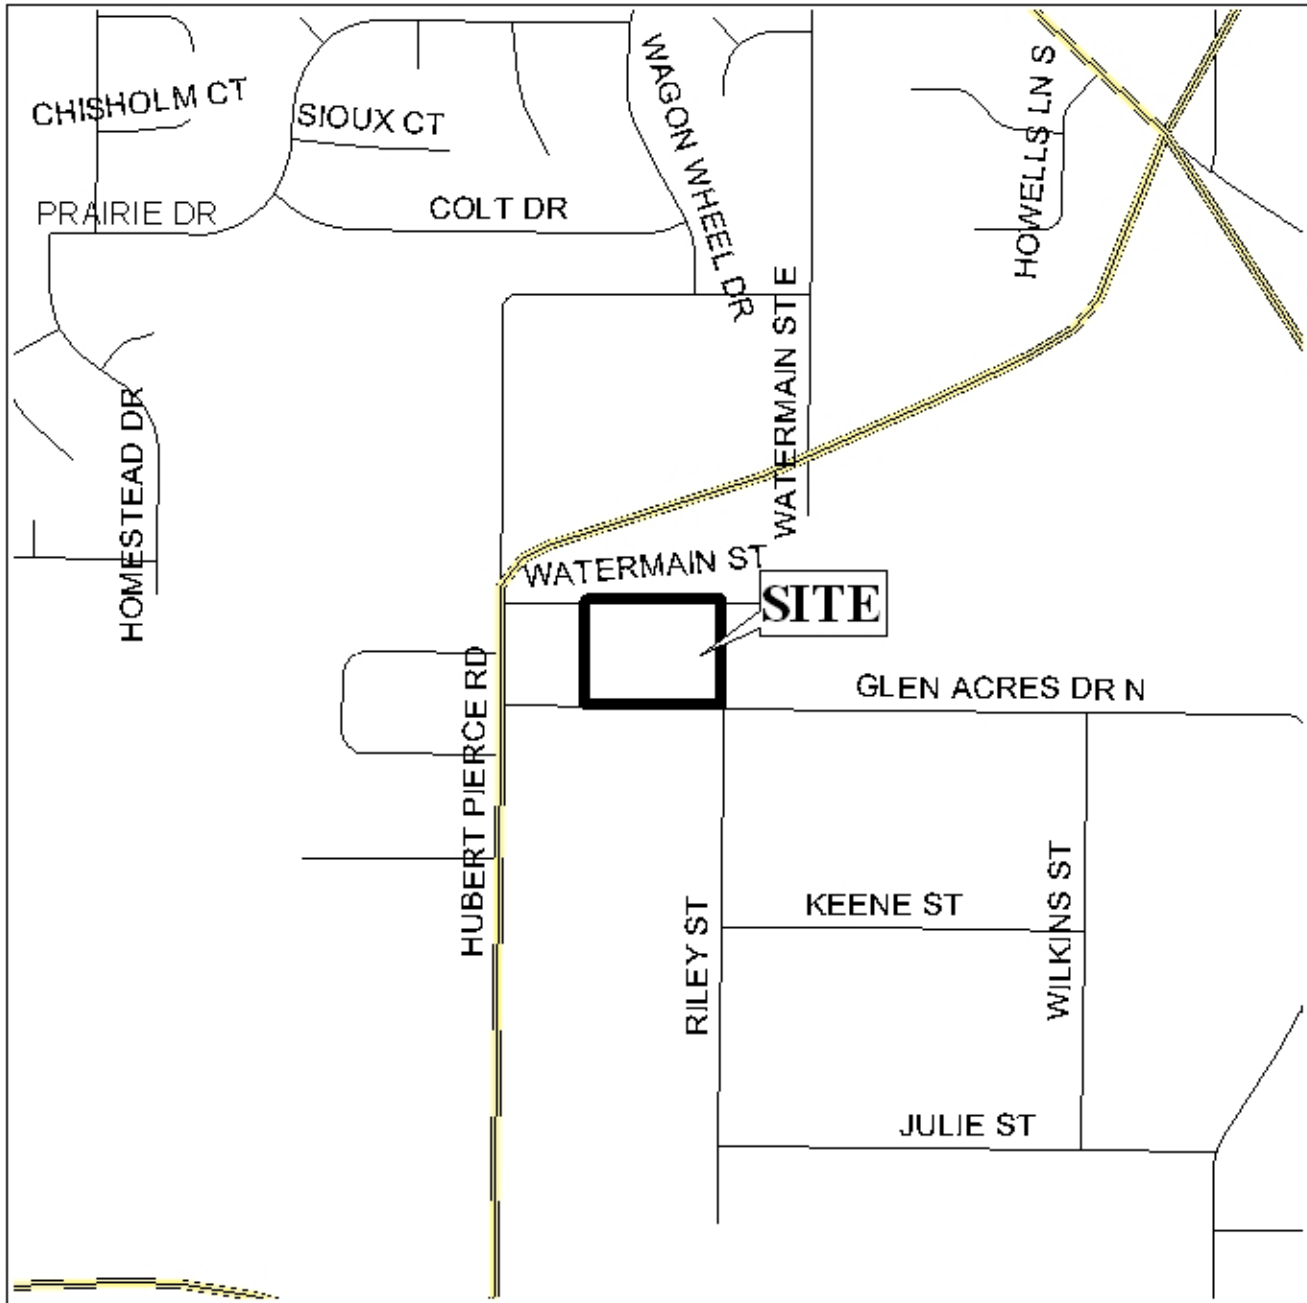 CHISHOLM CT
SIOUX CT
WAGON WHEEL DR
HOWELLS LN S
PRAIRIE DR
COLT DR
WATERMAIN ST E
HOMESTEAD DR
WATERMAIN ST
SITE
HUBERT PIERCE RD
GLEN ACRES DR N
KEENE ST
RILEY ST
WILKINS ST
JULIE ST